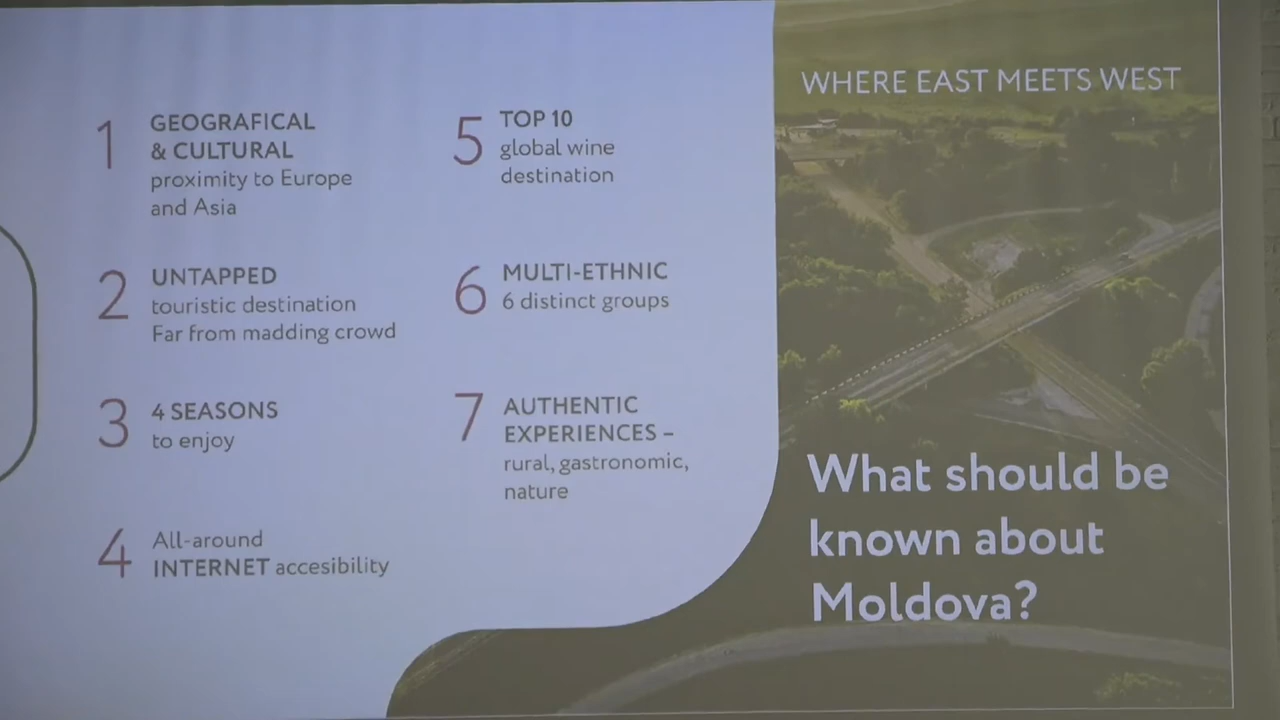 WHERE EAST MEETS WEST
1 GEOGRAFICAL
& CULTURAL
proximity to Europe
and Asia
2 UNTAPPED
touristic destination
Far from madding crowd
3 4 SEASONS
to enjoy
4 All-around
INTERNET accesibility
5 TOP 10
global wine
destination
6 MULTI-ETHNIC
6 distinct groups
7 AUTHENTIC
EXPERIENCES –
rural, gastronomic,
nature
What should be
known about
Moldova?